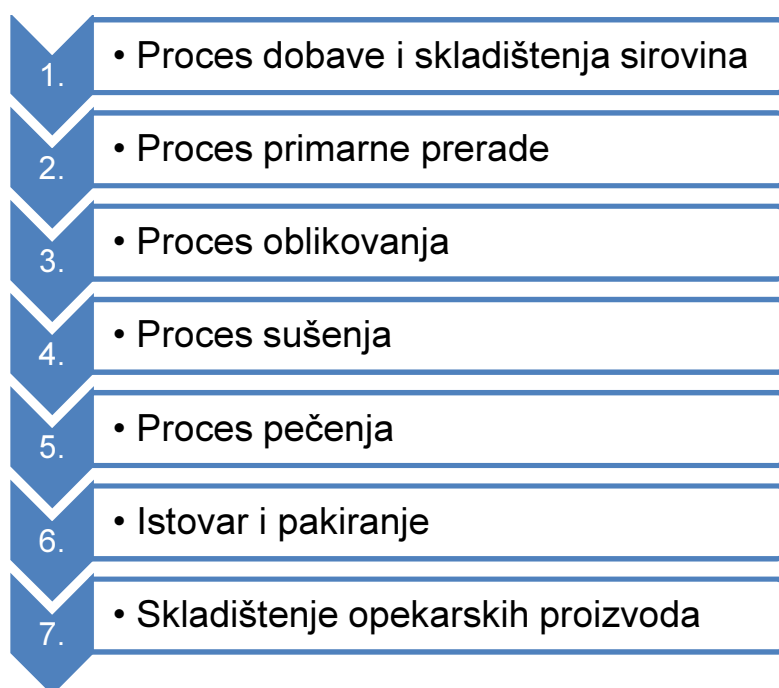 1. • Proces dobave i skladištenja sirovina
2. • Proces primarne prerade
3. • Proces oblikovanja
4. • Proces sušenja
5. • Proces pečenja
6. • Istovar i pakiranje
7. • Skladištenje opekarskih proizvoda